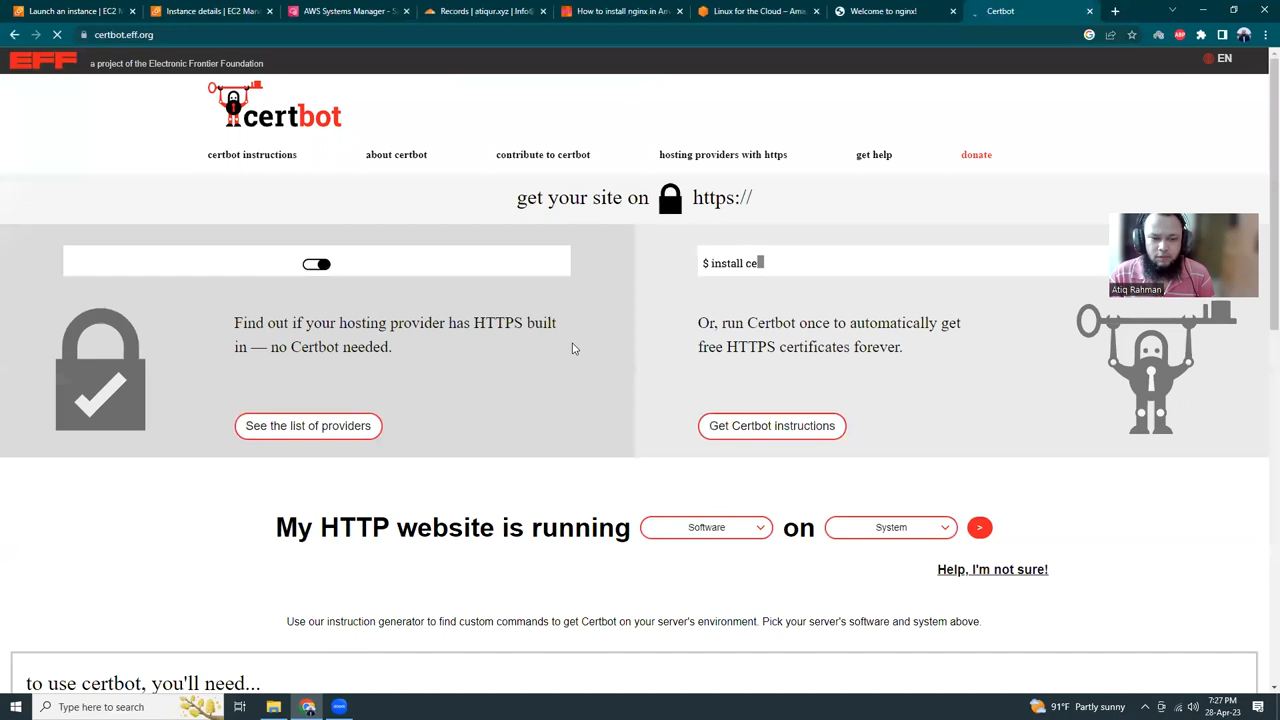 Launch an instance | EC2 M
Instance details | EC2 Man
AWS Systems Manager - S
Records | atiqur.xyz | Info
How to install nginx in Am
Linux for the Cloud – Ama
Welcome to nginx!
Certbot
certbot.eff.org
EFF a project of the Electronic Frontier Foundation
EN
certbot
certbot instructions
about certbot
contribute to certbot
hosting providers with https
get help
donate
get your site on https://
$ install ce
Find out if your hosting provider has HTTPS built
in — no Certbot needed.
See the list of providers
Or, run Certbot once to automatically get
free HTTPS certificates forever.
Get Certbot instructions
Atiq Rahman
My HTTP website is running Software on System >
Help, I'm not sure!
Use our instruction generator to find custom commands to get Certbot on your server's environment. Pick your server's software and system above.
to use certbot, you'll need...
Type here to search
zoom
91°F Partly sunny
7:27 PM
28-Apr-23